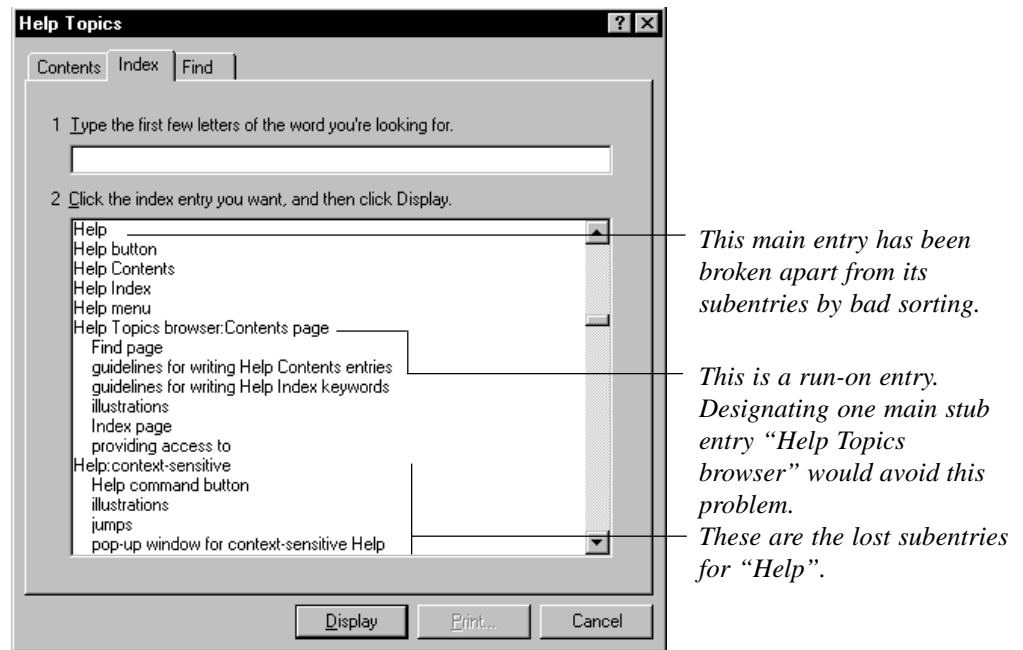 Help Topics
? X
Contents Index Find
1 Type the first few letters of the word you're looking for.
2 Click the index entry you want, and then click Display.
Help
Help button
Help Contents
Help Index
Help menu
Help Topics browser:Contents page
Find page
guidelines for writing Help Contents entries
guidelines for writing Help Index keywords
illustrations
Index page
providing access to
Help:context-sensitive
Help command button
illustrations
jumps
pop-up window for context-sensitive Help
Display Print... Cancel
This main entry has been
broken apart from its
subentries by bad sorting.
This is a run-on entry.
Designating one main stub
entry “Help Topics
browser” would avoid this
problem.
These are the lost subentries
for “Help”.